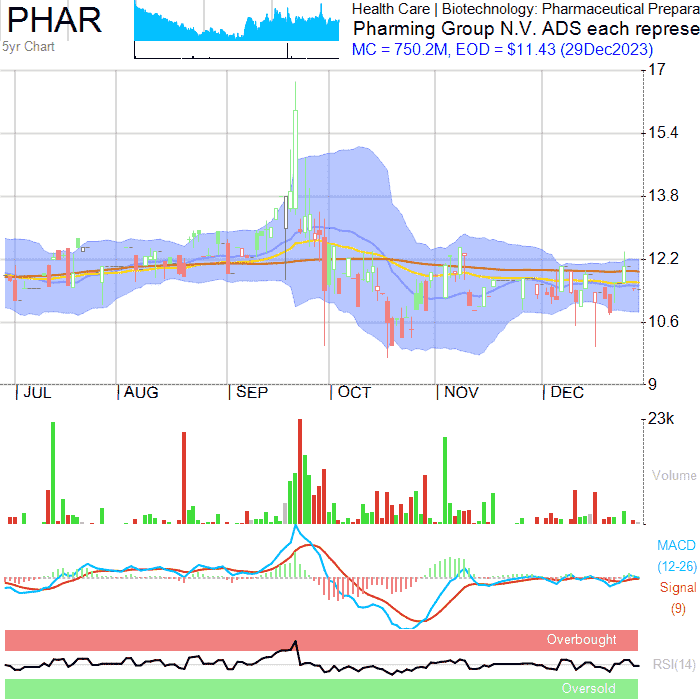 PHAR
5yr Chart
Health Care | Biotechnology: Pharmaceutical Prepara
Pharming Group N.V. ADS each represe
MC = 750.2M, EOD = $11.43 (29Dec2023)
17
15.4
13.8
12.2
10.6
9
JUL
AUG
SEP
OCT
NOV
DEC
23k
Volume
MACD
(12-26)
Signal
(9)
Overbought
RSI(14)
Oversold